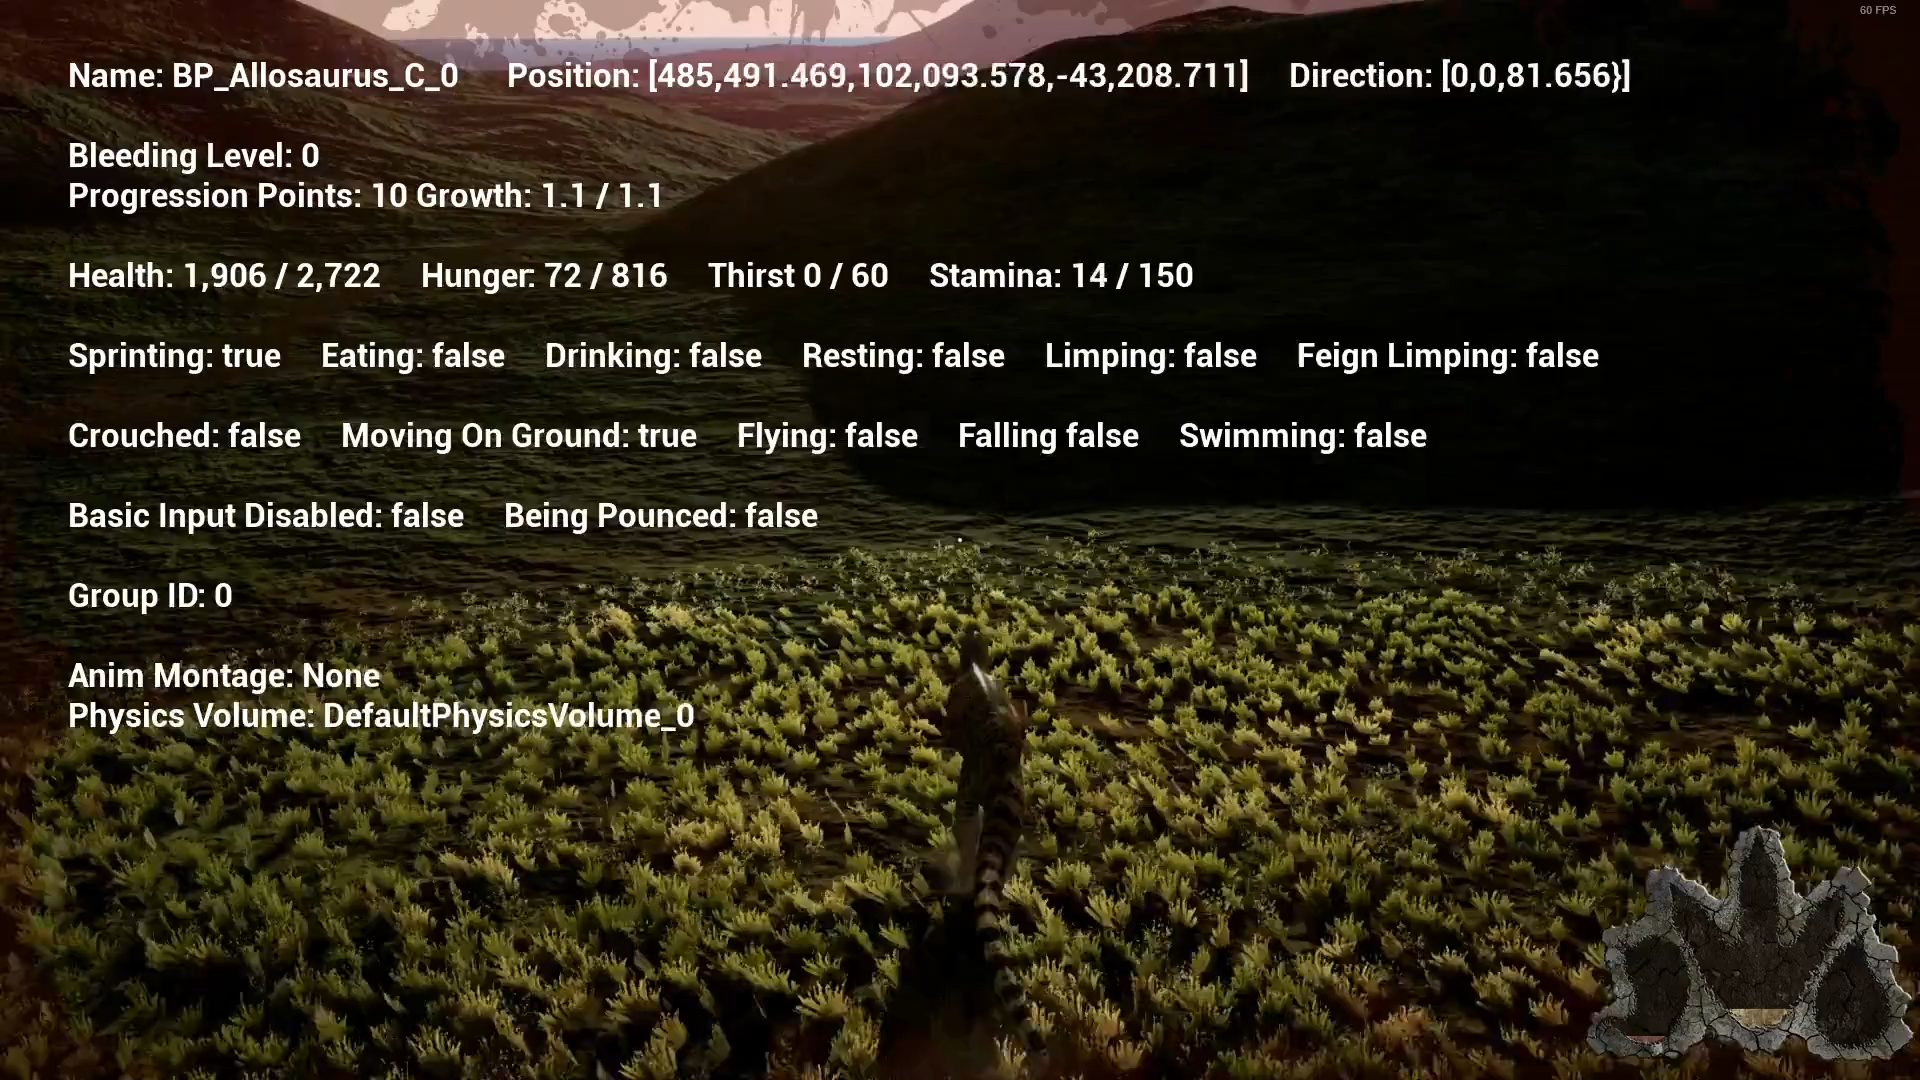 60 FPS
Name: BP_Allosaurus_C_0 Position: [485,491.469,102,093.578,-43,208.711] Direction: [0,0,81.656}]
Bleeding Level: 0
Progression Points: 10 Growth: 1.1 / 1.1
Health: 1,906 / 2,722 Hunger: 72 / 816 Thirst 0 / 60 Stamina: 14 / 150
Sprinting: true Eating: false Drinking: false Resting: false Limping: false Feign Limping: false
Crouched: false Moving On Ground: true Flying: false Falling false Swimming: false
Basic Input Disabled: false Being Pounced: false
Group ID: 0
Anim Montage: None
Physics Volume: DefaultPhysicsVolume_0